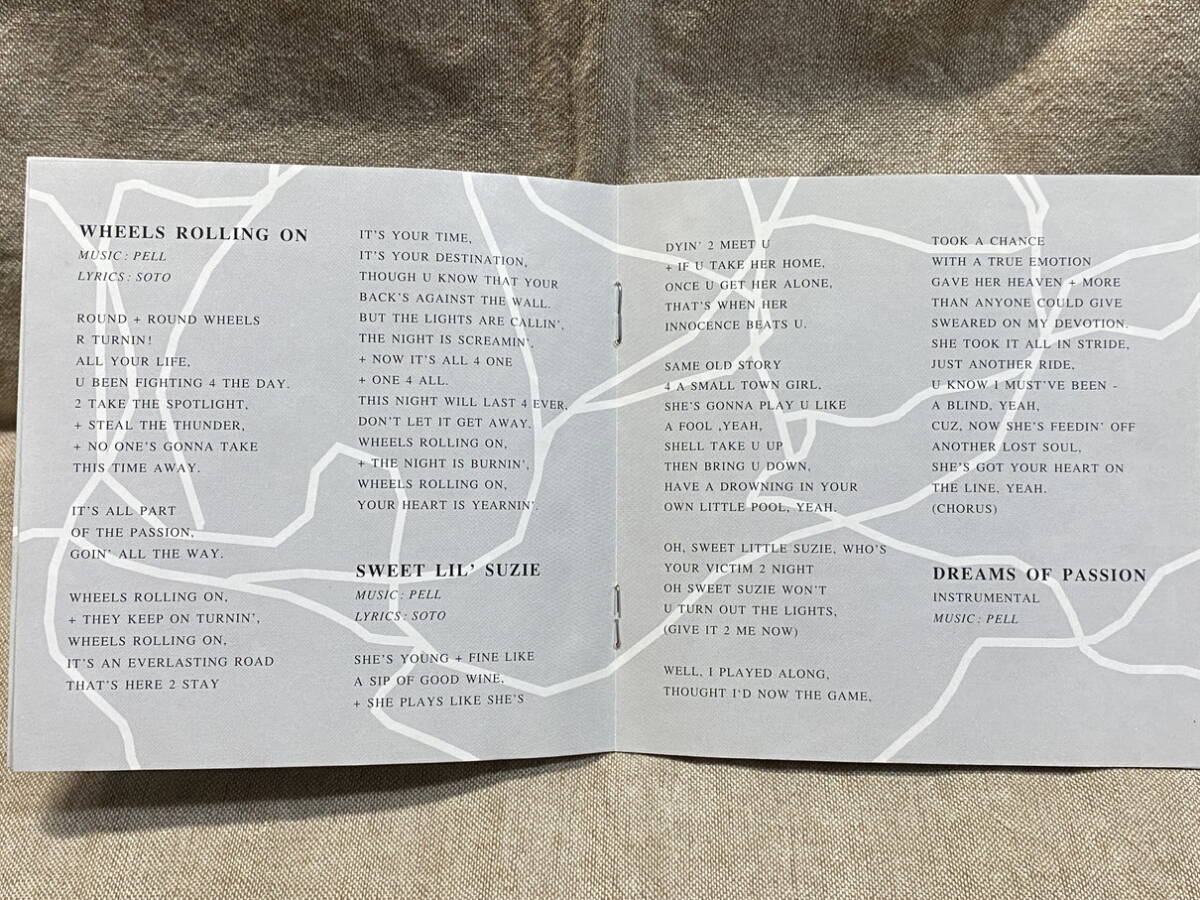 WHEELS ROLLING ON
MUSIC: PELL
LYRICS: SOTO
ROUND + ROUND WHEELS
R TURNIN!
ALL YOUR LIFE,
U BEEN FIGHTING 4 THE DAY.
2 TAKE THE SPOTLIGHT,
+ STEAL THE THUNDER,
+ NO ONE'S GONNA TAKE
THIS TIME AWAY.
IT'S ALL PART
OF THE PASSION,
GOIN' ALL THE WAY.
WHEELS ROLLING ON,
+ THEY KEEP ON TURNIN',
WHEELS ROLLING ON,
IT'S AN EVERLASTING ROAD
THAT'S HERE 2 STAY
IT'S YOUR TIME,
IT'S YOUR DESTINATION,
THOUGH U KNOW THAT YOUR
BACK'S AGAINST THE WALL.
BUT THE LIGHTS ARE CALLIN',
THE NIGHT IS SCREAMIN',
+ NOW IT'S ALL 4 ONE
+ ONE 4 ALL.
THIS NIGHT WILL LAST 4 EVER,
DON'T LET IT GET AWAY.
WHEELS ROLLING ON,
+ THE NIGHT IS BURNIN',
WHEELS ROLLING ON,
YOUR HEART IS YEARNIN'.
SWEET LIL' SUZIE
MUSIC: PELL
LYRICS: SOTO
SHE'S YOUNG + FINE LIKE
A SIP OF GOOD WINE,
+ SHE PLAYS LIKE SHE'S
DYIN' 2 MEET U
+ IF U TAKE HER HOME,
ONCE U GET HER ALONE,
THAT'S WHEN HER
INNOCENCE BEATS U.
SAME OLD STORY
4 A SMALL TOWN GIRL,
SHE'S GONNA PLAY U LIKE
A FOOL ,YEAH,
SHELL TAKE U UP
THEN BRING U DOWN,
HAVE A DROWNING IN YOUR
OWN LITTLE POOL, YEAH.
OH, SWEET LITTLE SUZIE, WHO'S
YOUR VICTIM 2 NIGHT
OH SWEET SUZIE WON'T
U TURN OUT THE LIGHTS,
(GIVE IT 2 ME NOW)
WELL, I PLAYED ALONG,
THOUGHT I'D NOW THE GAME,
TOOK A CHANCE
WITH A TRUE EMOTION
GAVE HER HEAVEN + MORE
THAN ANYONE COULD GIVE
SWEARED ON MY DEVOTION.
SHE TOOK IT ALL IN STRIDE,
JUST ANOTHER RIDE,
U KNOW I MUST'VE BEEN -
A BLIND, YEAH,
CUZ, NOW SHE'S FEEDIN' OFF
ANOTHER LOST SOUL,
SHE'S GOT YOUR HEART ON
THE LINE, YEAH.
(CHORUS)
DREAMS OF PASSION
INSTRUMENTAL
MUSIC: PELL